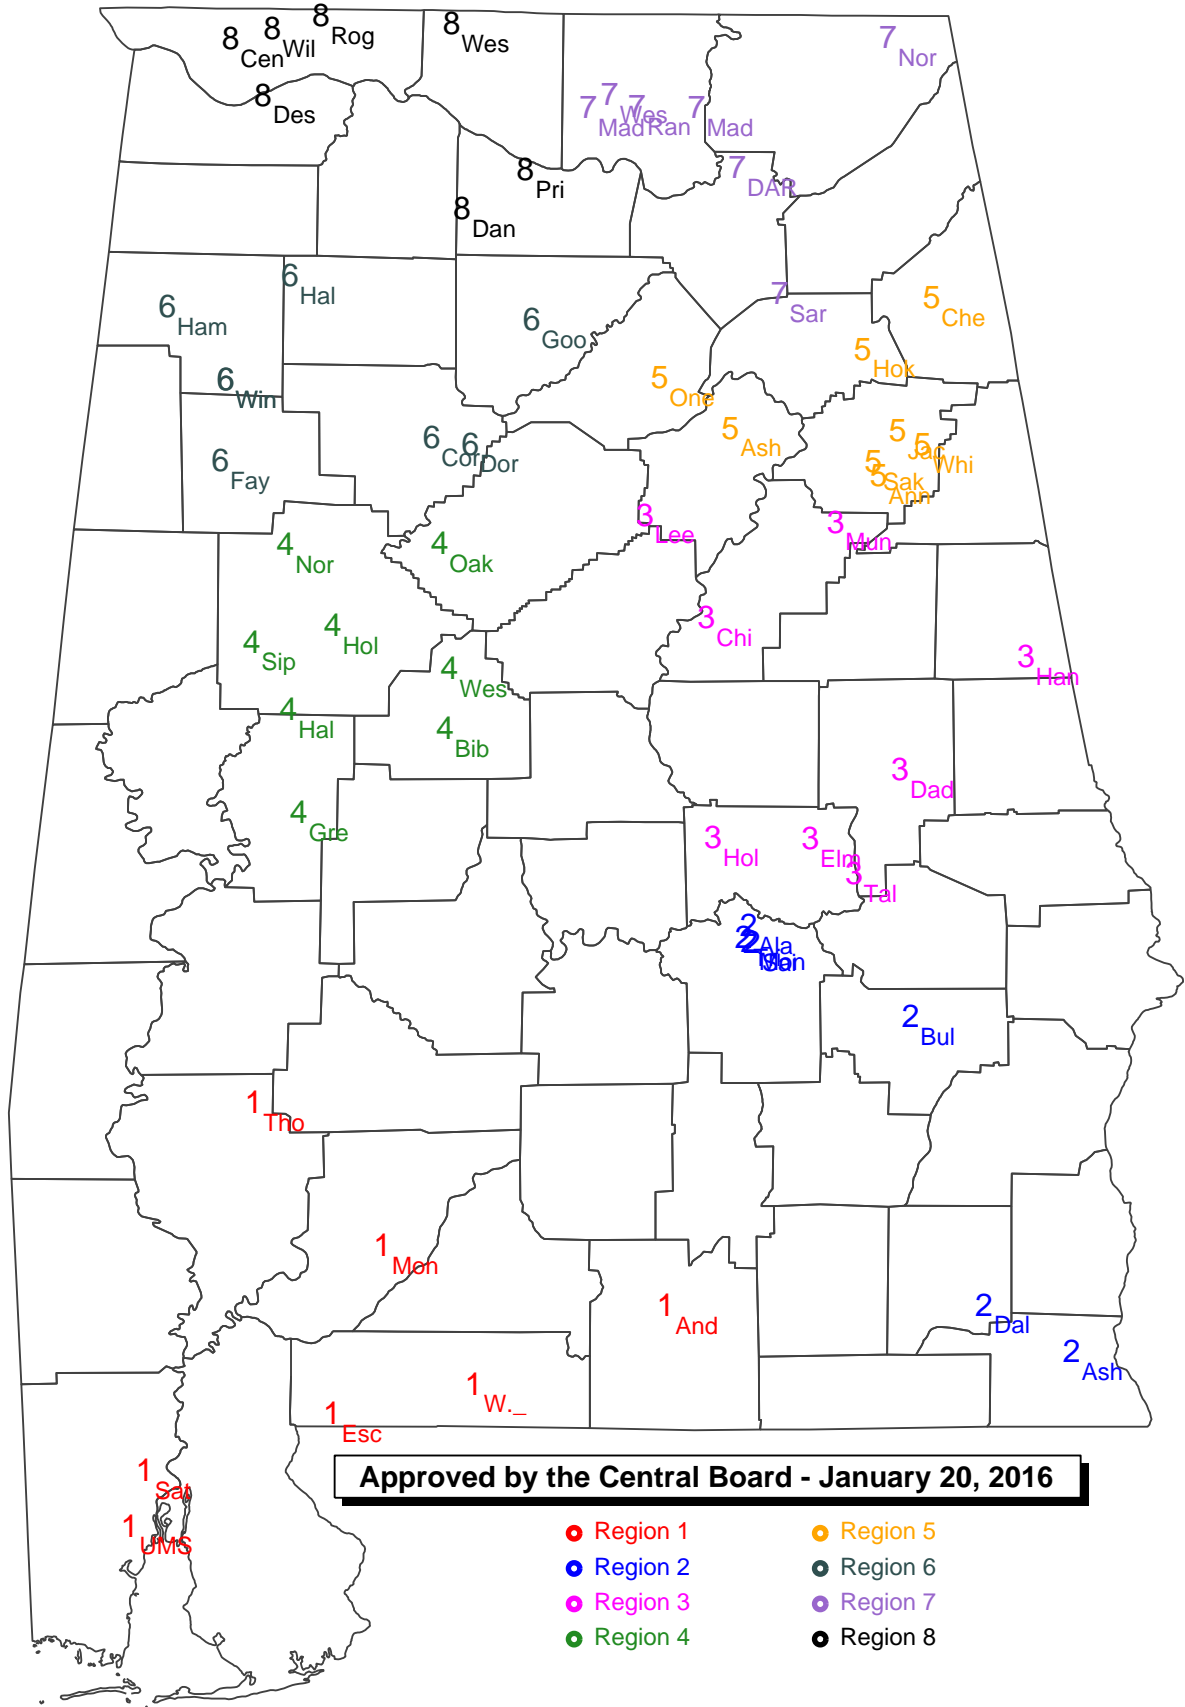 8 Rog
8 Wil
8 Cen
8 Wes
7 Nor
8 Des
7 Wes
7 Mad
7 Ran
7 Mad
8 Pri
7 DAR
8 Dan
6 Hal
6 Ham
7 Sar
5 Che
6 Goo
5 Hok
6 Win
5 One
6 Cor
6 Dor
5 Ash
5 Jac
5 Whi
6 Fay
5 Sak
5 Ann
3 Lee
3 Mun
4 Nor
4 Oak
3 Chi
4 Hol
4 Sip
4 Wes
3 Han
4 Hal
4 Bib
3 Dad
4 Gre
3 Hol
3 Elm
3 Tal
2 Ala
2
2
2 Bul
1 Tho
1 Mon
1 And
2 Dal
2 Ash
1 W._
1 Esc
1 Sat
1 UMS
Approved by the Central Board - January 20, 2016
Region 1
Region 2
Region 3
Region 4
Region 5
Region 6
Region 7
Region 8